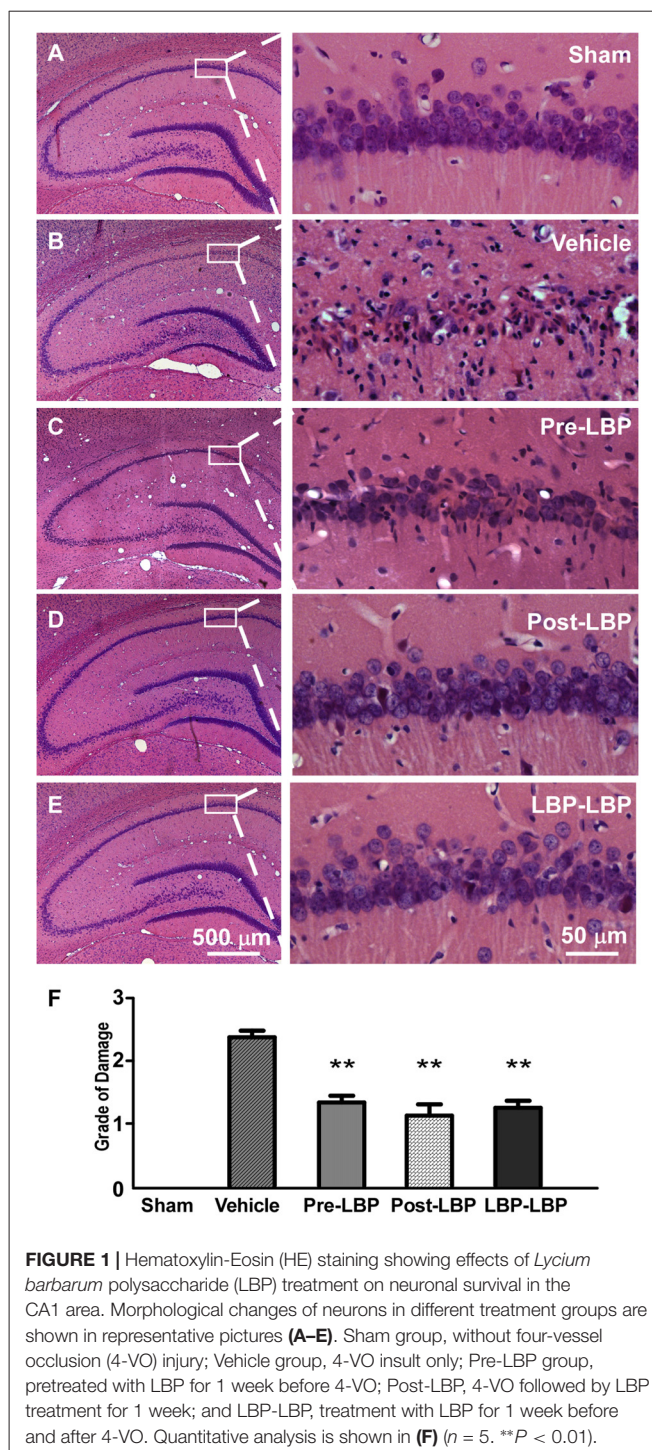 A
Sham
B
Vehicle
C
Pre-LBP
D
Post-LBP
E
LBP-LBP
500 μm
50 μm
F
3
2
1
0
Grade of Damage
** ** **
Sham Vehicle Pre-LBP Post-LBP LBP-LBP
FIGURE 1 | Hematoxylin-Eosin (HE) staining showing effects of Lycium
barbarum polysaccharide (LBP) treatment on neuronal survival in the
CA1 area. Morphological changes of neurons in different treatment groups are
shown in representative pictures (A–E). Sham group, without four-vessel
occlusion (4-VO) injury; Vehicle group, 4-VO insult only; Pre-LBP group,
pretreated with LBP for 1 week before 4-VO; Post-LBP, 4-VO followed by LBP
treatment for 1 week; and LBP-LBP, treatment with LBP for 1 week before
and after 4-VO. Quantitative analysis is shown in (F) (n = 5. **P < 0.01).